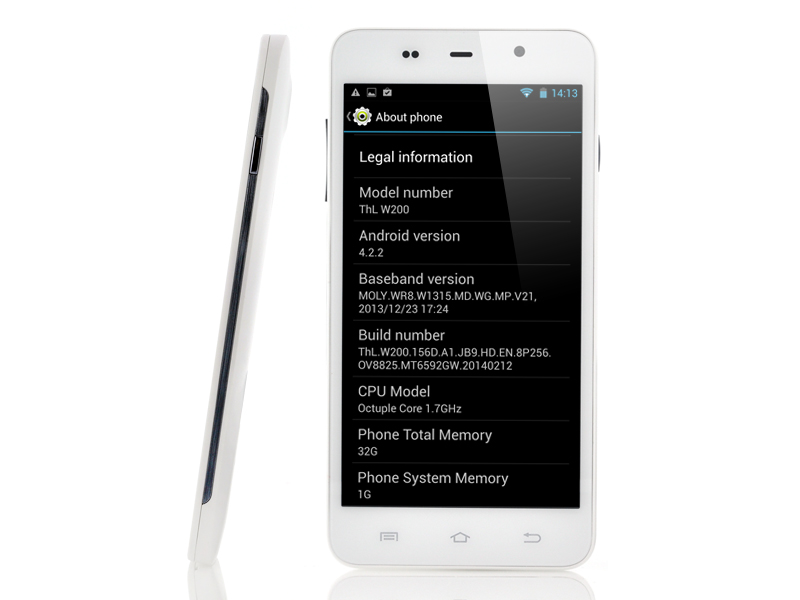 14:13
About phone
Legal information
Model number
ThL W200
Android version
4.2.2
Baseband version
MOLY.WR8.W1315.MD.WG.MP.V21,
2013/12/23 17:24
Build number
ThL.W200.156D.A1.JB9.HD.EN.8P256.
OV8825.MT6592GW.20140212
CPU Model
Octuple Core 1.7GHz
Phone Total Memory
32G
Phone System Memory
1G